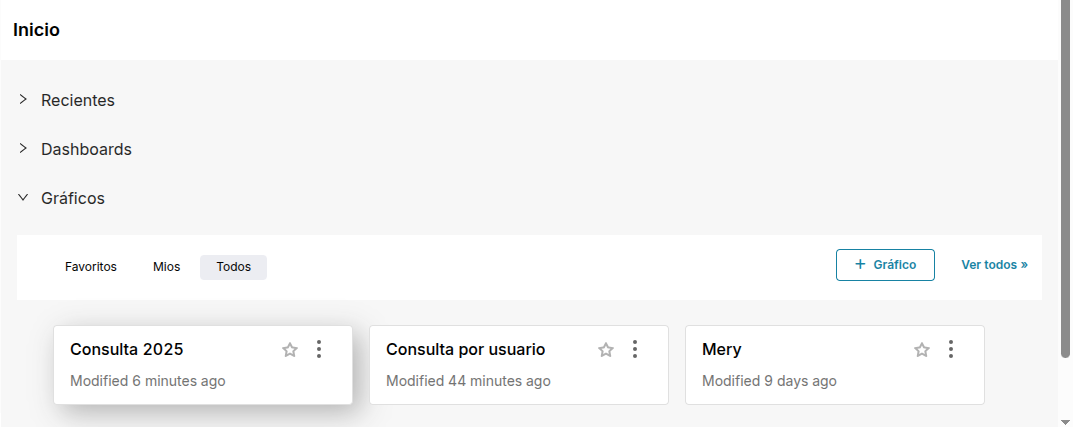 Inicio
Recientes
Dashboards
Gráficos
Favoritos Mios Todos + Gráfico Ver todos »
Consulta 2025 Consulta por usuario Mery
Modified 6 minutes ago Modified 44 minutes ago Modified 9 days ago